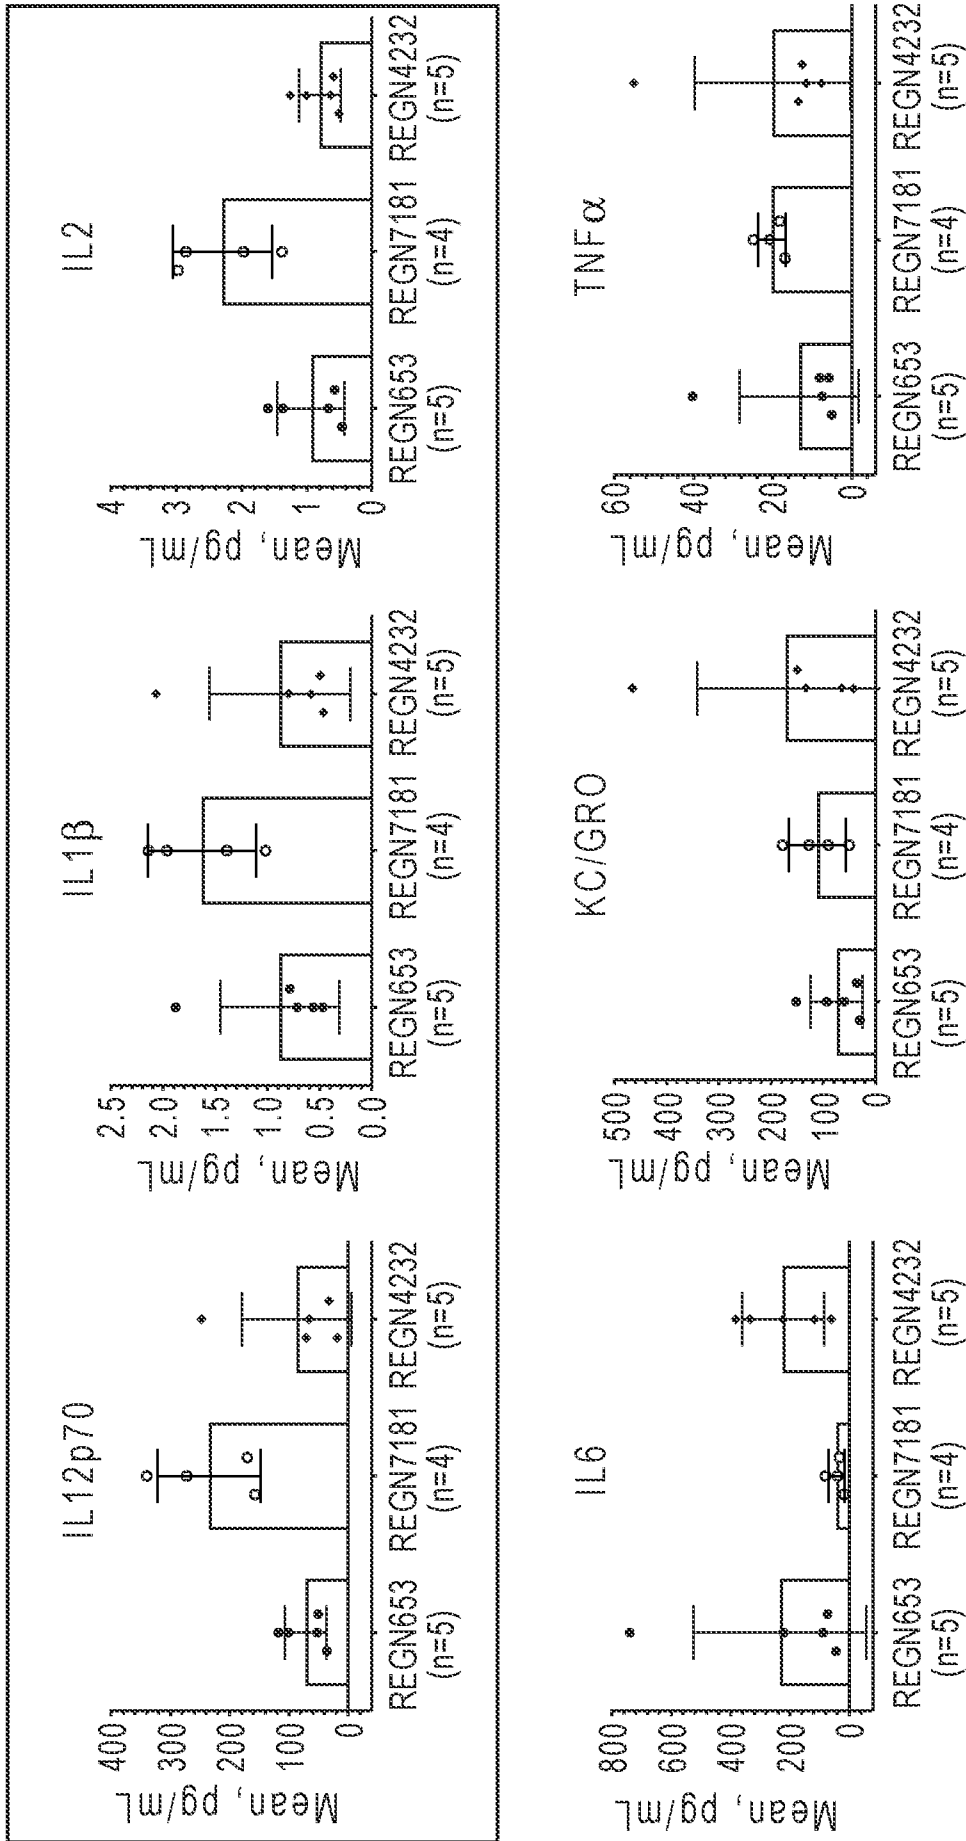 IL12p70
Mean, pg/mL
400
300
200
100
0
REGN653
(n=5)
REGN7181
(n=4)
REGN4232
(n=5)
IL1β
Mean, pg/mL
2.5
2.0
1.5
1.0
0.5
0.0
REGN653
(n=5)
REGN7181
(n=4)
REGN4232
(n=5)
IL2
Mean, pg/mL
4
3
2
1
0
REGN653
(n=5)
REGN7181
(n=4)
REGN4232
(n=5)
IL6
Mean, pg/mL
800
600
400
200
0
REGN653
(n=5)
REGN7181
(n=4)
REGN4232
(n=5)
KC/GRO
Mean, pg/mL
500
400
300
200
100
0
REGN653
(n=5)
REGN7181
(n=4)
REGN4232
(n=5)
TNFα
Mean, pg/mL
60
40
20
0
REGN653
(n=5)
REGN7181
(n=4)
REGN4232
(n=5)